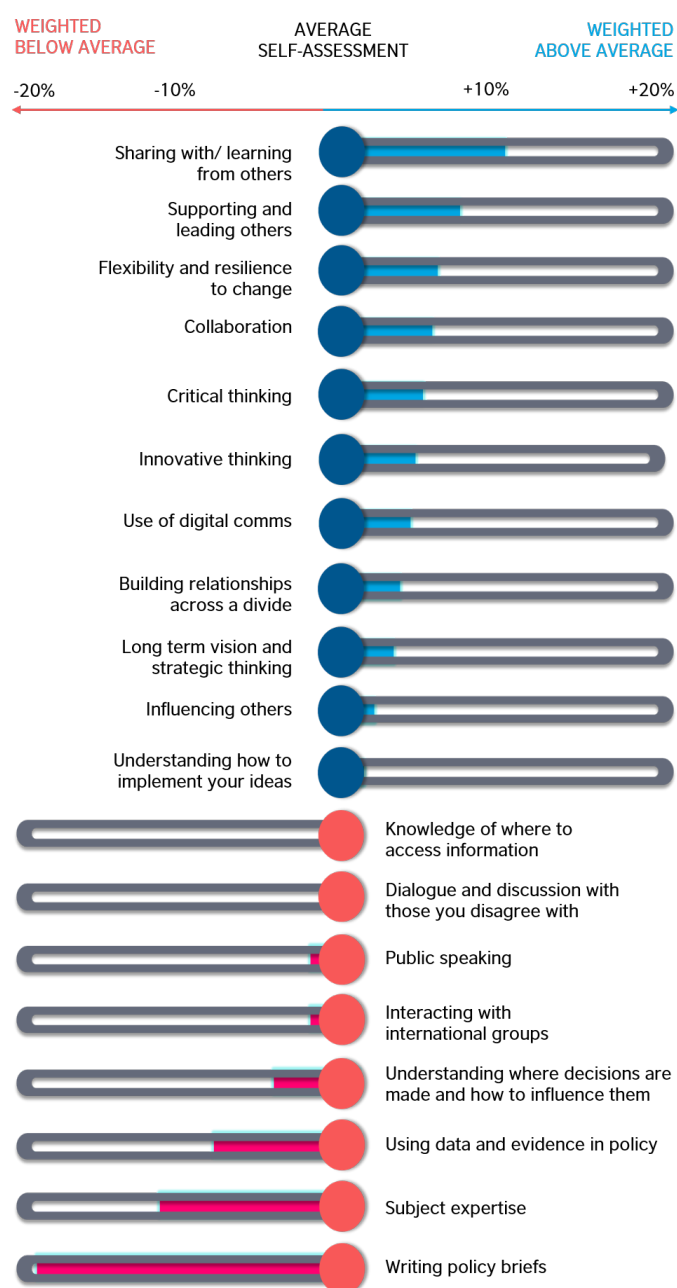 WEIGHTED
BELOW AVERAGE
AVERAGE
SELF-ASSESSMENT
WEIGHTED
ABOVE AVERAGE
-20%
-10%
+10%
+20%
Sharing with/ learning
from others
Supporting and
leading others
Flexibility and resilience
to change
Collaboration
Critical thinking
Innovative thinking
Use of digital comms
Building relationships
across a divide
Long term vision and
strategic thinking
Influencing others
Understanding how to
implement your ideas
Knowledge of where to
access information
Dialogue and discussion with
those you disagree with
Public speaking
Interacting with
international groups
Understanding where decisions are
made and how to influence them
Using data and evidence in policy
Subject expertise
Writing policy briefs